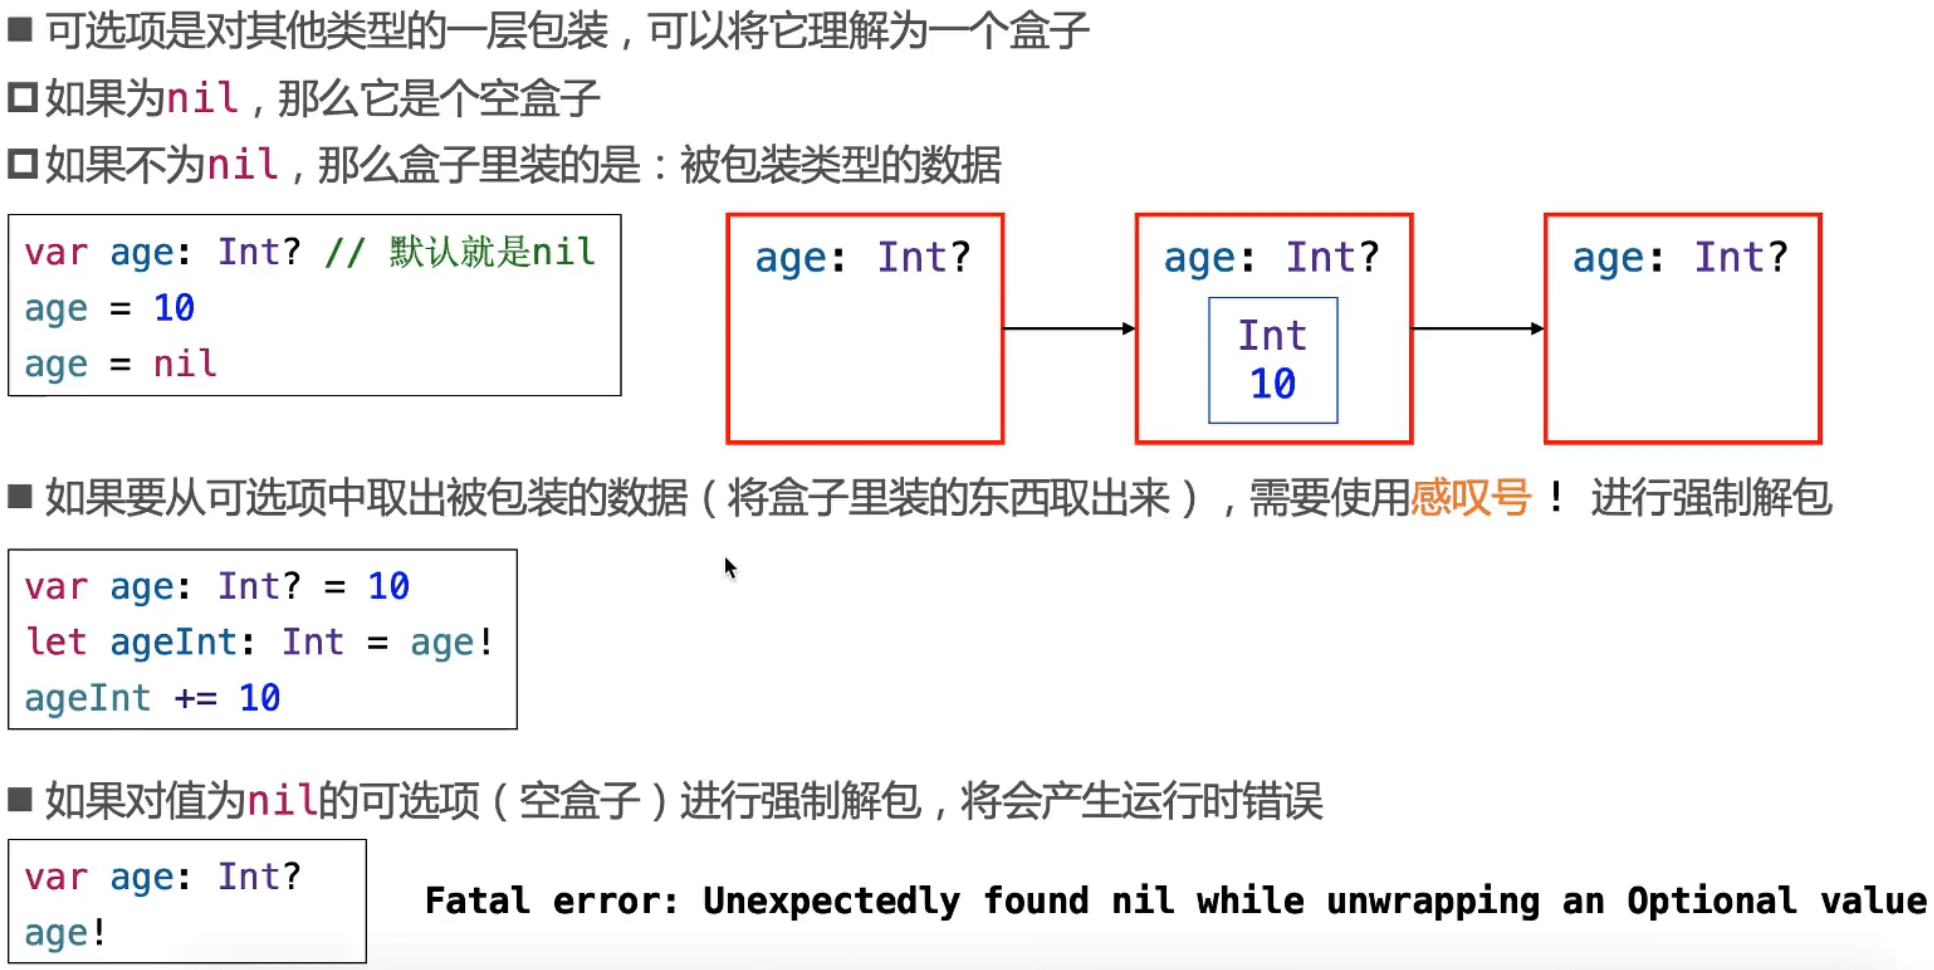 ■ 可选项是对其他类型的一层包装，可以将它理解为一个盒子
□ 如果为nil，那么它是个空盒子
□ 如果不为nil，那么盒子里装的是：被包装类型的数据
var age: Int? // 默认就是nil
age = 10
age = nil
age: Int?
age: Int?
Int
10
age: Int?
■ 如果要从可选项中取出被包装的数据（将盒子里装的东西取出来），需要使用感叹号 ! 进行强制解包
var age: Int? = 10
let ageInt: Int = age!
ageInt += 10
■ 如果对值为nil的可选项（空盒子）进行强制解包，将会产生运行时错误
var age: Int?
age!
Fatal error: Unexpectedly found nil while unwrapping an Optional value